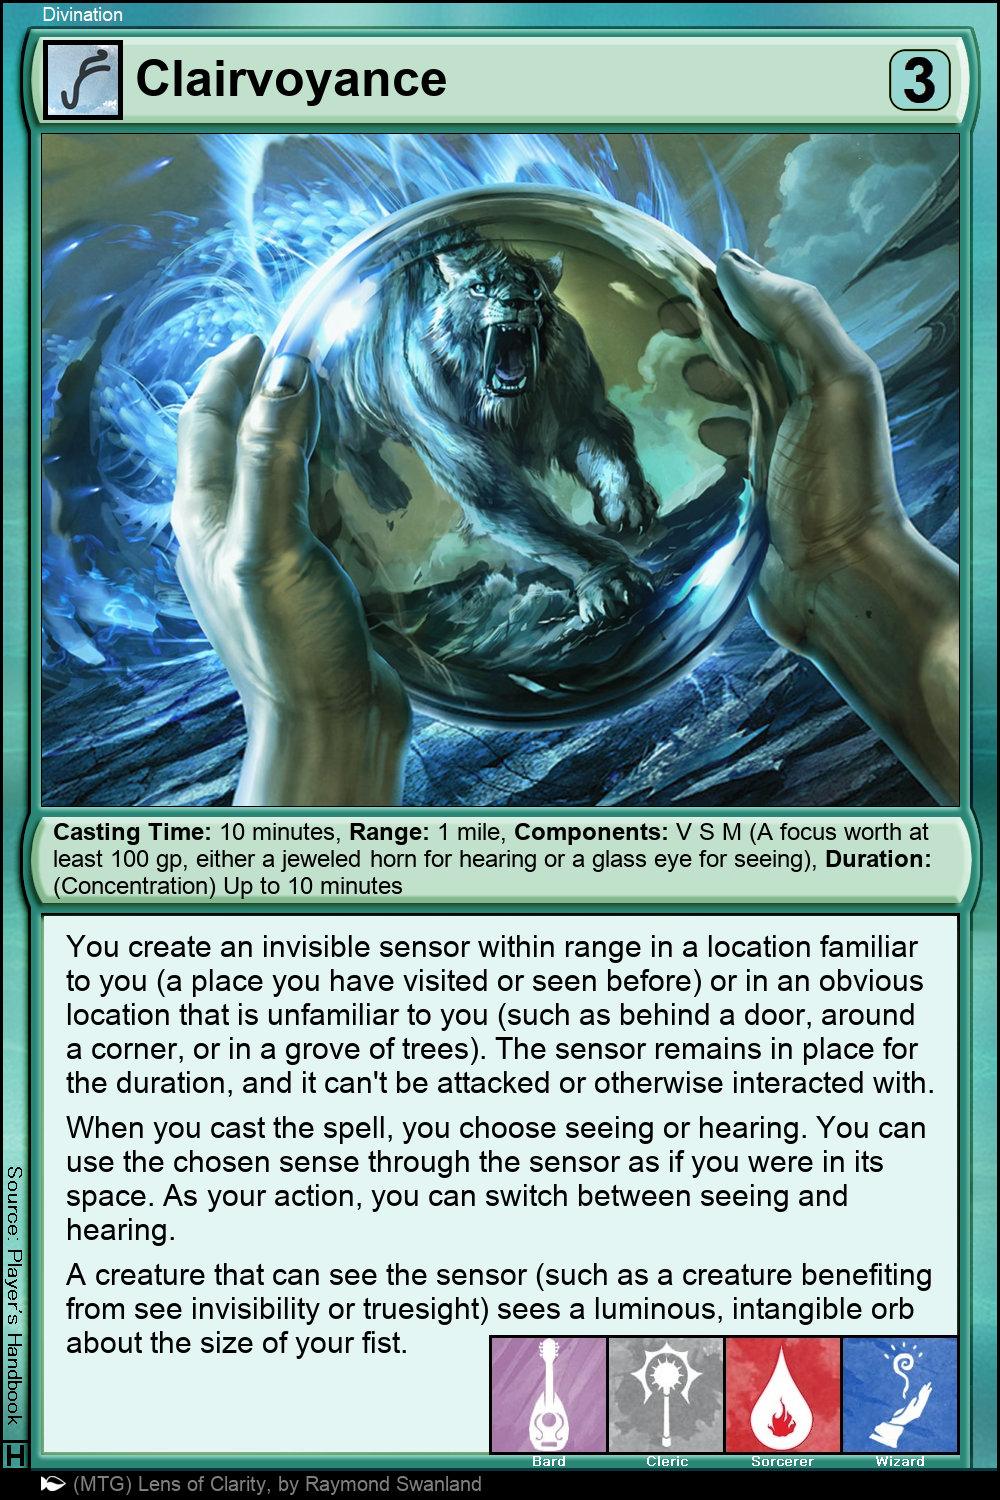 Divination
Clairvoyance
3
Casting Time: 10 minutes, Range: 1 mile, Components: V S M (A focus worth at
least 100 gp, either a jeweled horn for hearing or a glass eye for seeing), Duration:
(Concentration) Up to 10 minutes
You create an invisible sensor within range in a location familiar
to you (a place you have visited or seen before) or in an obvious
location that is unfamiliar to you (such as behind a door, around
a corner, or in a grove of trees). The sensor remains in place for
the duration, and it can't be attacked or otherwise interacted with.
When you cast the spell, you choose seeing or hearing. You can
use the chosen sense through the sensor as if you were in its
space. As your action, you can switch between seeing and
hearing.
A creature that can see the sensor (such as a creature benefiting
from see invisibility or truesight) sees a luminous, intangible orb
about the size of your fist.
Source: Player's Handbook
H
Bard Cleric Sorcerer Wizard
(MTG) Lens of Clarity, by Raymond Swanland